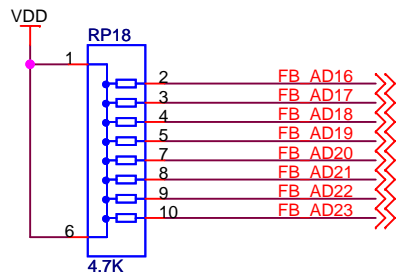 VDD
RP18
1
2 FB_AD16
3 FB_AD17
4 FB_AD18
5 FB_AD19
7 FB_AD20
8 FB_AD21
9 FB_AD22
10 FB_AD23
6
4.7K